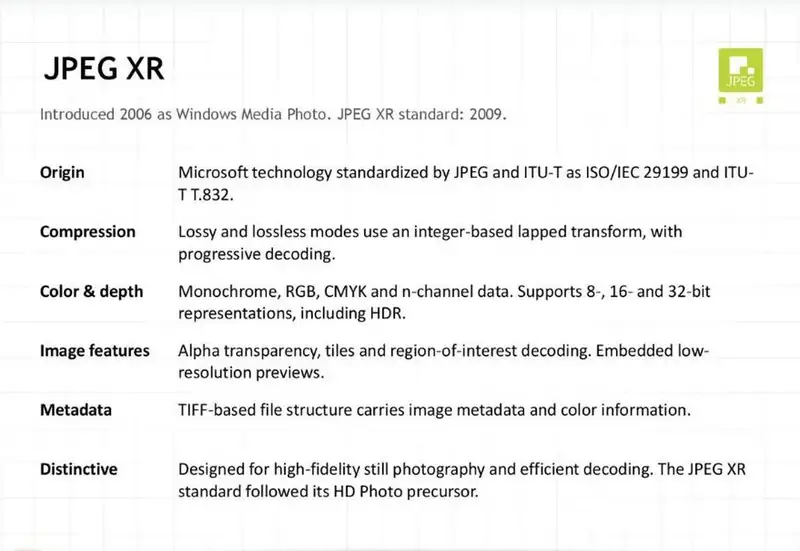 JPEG XR
JPEG
XR
Introduced 2006 as Windows Media Photo. JPEG XR standard: 2009.
Origin
Microsoft technology standardized by JPEG and ITU-T as ISO/IEC 29199 and ITU-
T T.832.
Compression
Lossy and lossless modes use an integer-based lapped transform, with
progressive decoding.
Color & depth
Monochrome, RGB, CMYK and n-channel data. Supports 8-, 16- and 32-bit
representations, including HDR.
Image features
Alpha transparency, tiles and region-of-interest decoding. Embedded low-
resolution previews.
Metadata
TIFF-based file structure carries image metadata and color information.
Distinctive
Designed for high-fidelity still photography and efficient decoding. The JPEG XR
standard followed its HD Photo precursor.